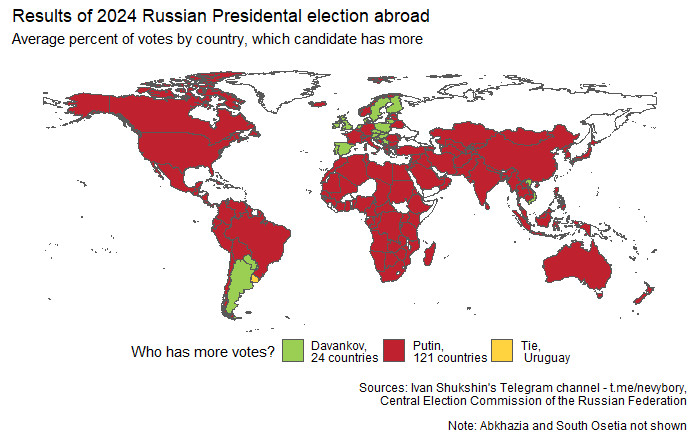 Results of 2024 Russian Presidental election abroad
Average percent of votes by country, which candidate has more
Who has more votes?
Davankov,
24 countries
Putin,
121 countries
Tie,
Uruguay
Sources: Ivan Shukshin's Telegram channel - t.me/nevybory,
Central Election Commission of the Russian Federation
Note: Abkhazia and South Osetia not shown